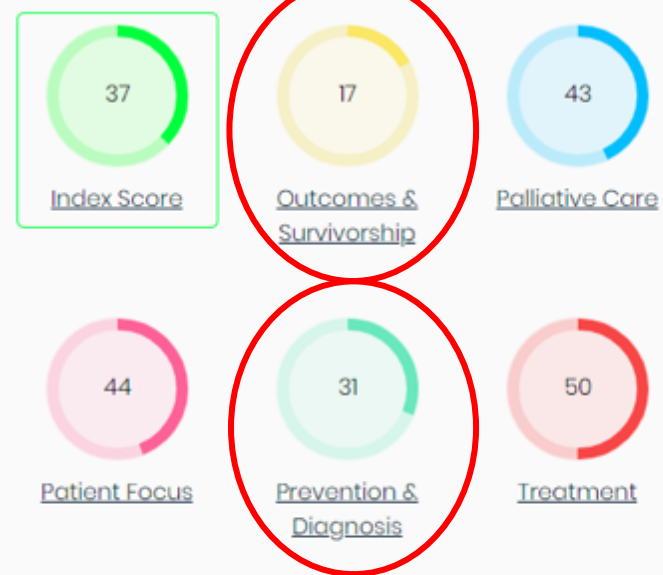 37
Index Score
17
Outcomes &
Survivorship
43
Palliative Care
44
Patient Focus
31
Prevention &
Diagnosis
50
Treatment